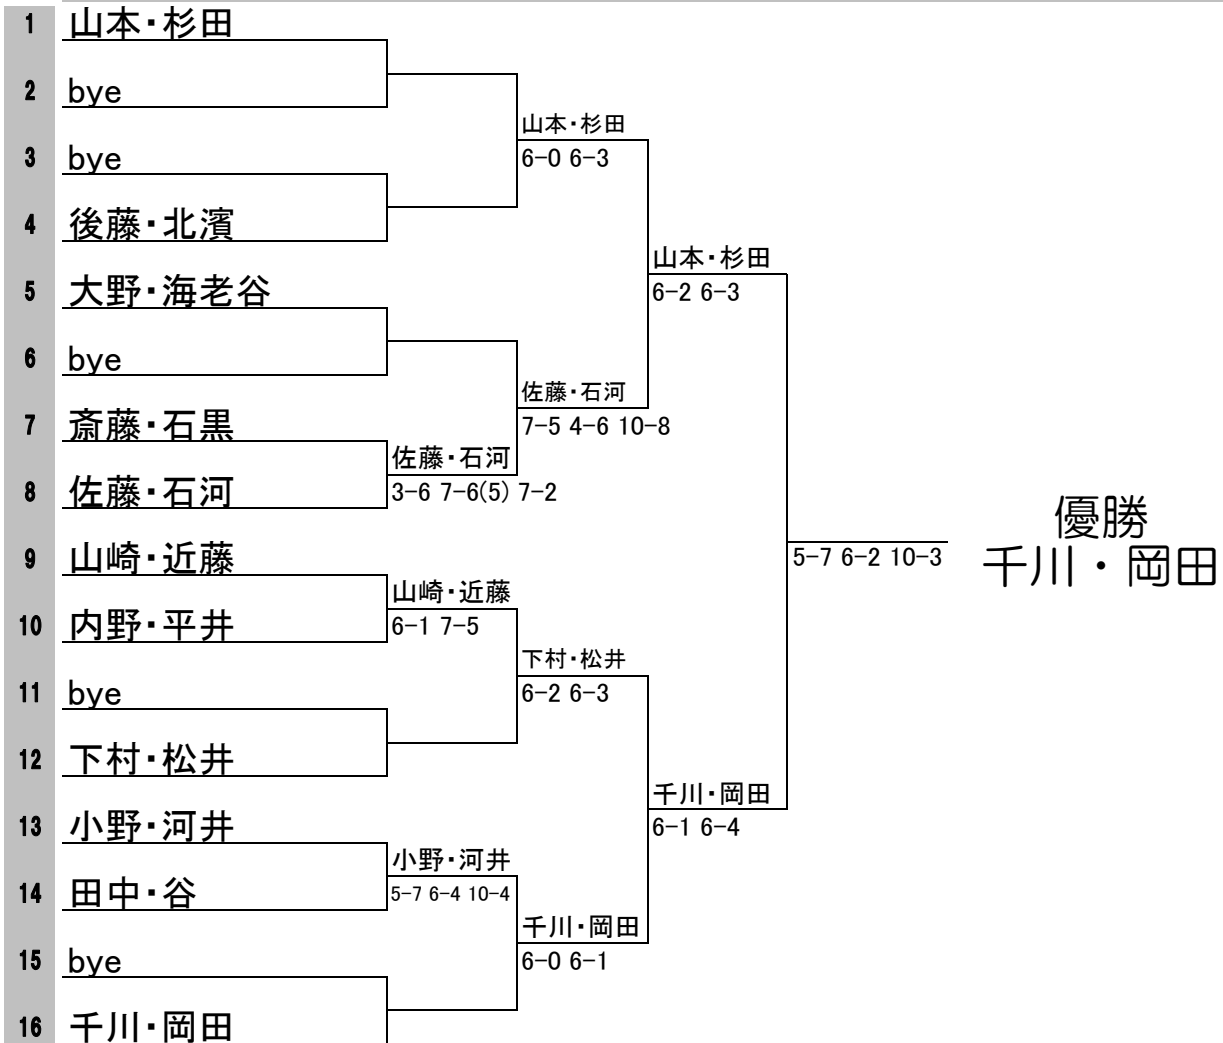 1 山本・杉田
2 bye
山本・杉田
3 bye
6-0 6-3
4 後藤・北濱
山本・杉田
5 大野・海老谷
6-2 6-3
6 bye
佐藤・石河
7 斎藤・石黒
7-5 4-6 10-8
佐藤・石河
8 佐藤・石河
3-6 7-6(5) 7-2
優勝
9 山崎・近藤
5-7 6-2 10-3
千川・岡田
山崎・近藤
10 内野・平井
6-1 7-5
下村・松井
11 bye
6-2 6-3
12 下村・松井
千川・岡田
13 小野・河井
6-1 6-4
小野・河井
14 田中・谷
5-7 6-4 10-4
千川・岡田
15 bye
6-0 6-1
16 千川・岡田